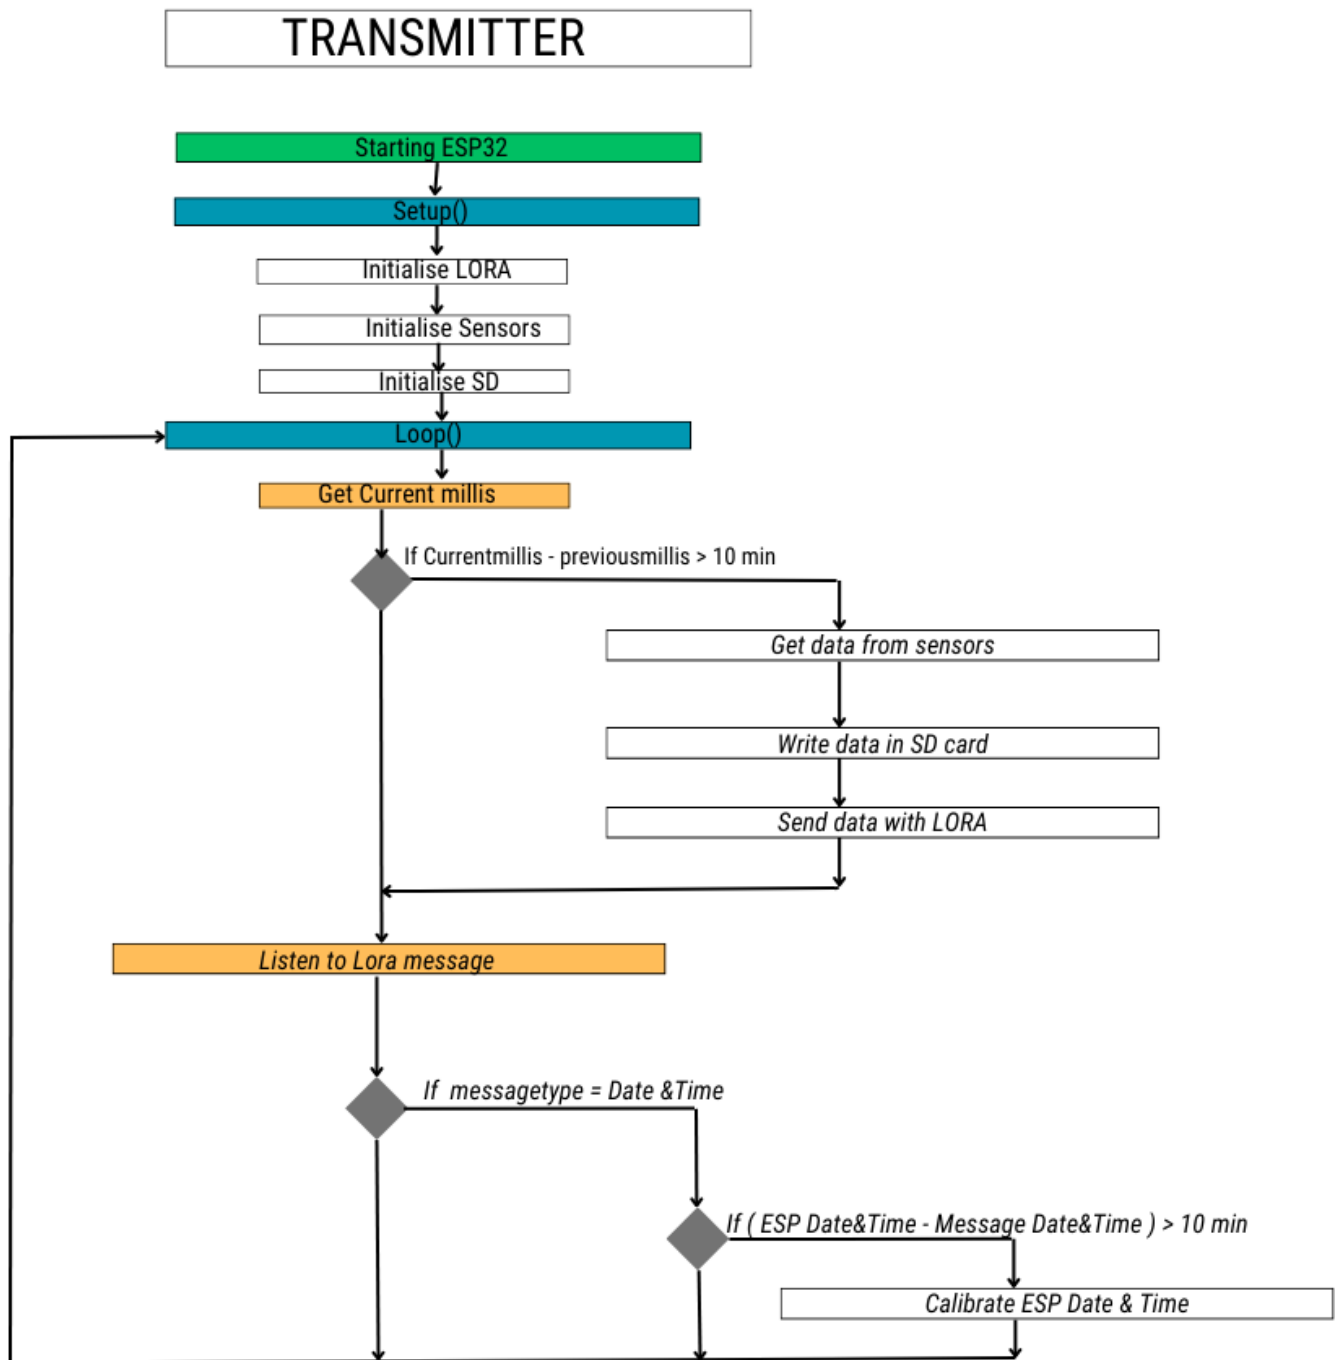 TRANSMITTER
Starting ESP32
Setup()
Initialise LORA
Initialise Sensors
Initialise SD
Loop()
Get Current millis
If Currentmillis - previousmillis > 10 min
Get data from sensors
Write data in SD card
Send data with LORA
Listen to Lora message
If messagetype = Date &Time
If ( ESP Date&Time - Message Date&Time ) > 10 min
Calibrate ESP Date & Time